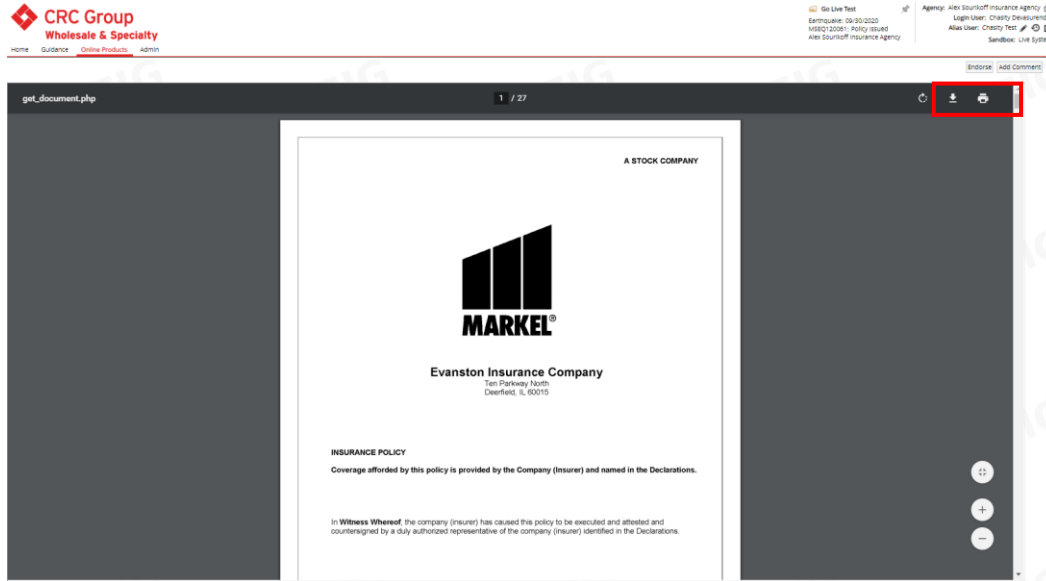 CRC Group
Wholesale & Specialty
Home Guidance Online Products Admin
Go Live Test
Earthquake: 09/30/2020
MSEQ120051: Policy Issued
Alex Sourikoff Insurance Agency
Agency: Alex Sourikoff Insurance Agency
Login User: Chasity Devasurend
Alias User: Chasity Test
Sandbox: Live Syste
Endorse Add Comment
get_document.php
1 / 27
A STOCK COMPANY
MARKEL®
Evanston Insurance Company
Ten Parkway North
Deerfield, IL 60015
INSURANCE POLICY
Coverage afforded by this policy is provided by the Company (Insurer) and named in the Declarations.
In Witness Whereof, the company (insurer) has caused this policy to be executed and attested and
countersigned by a duly authorized representative of the company (insurer) identified in the Declarations.